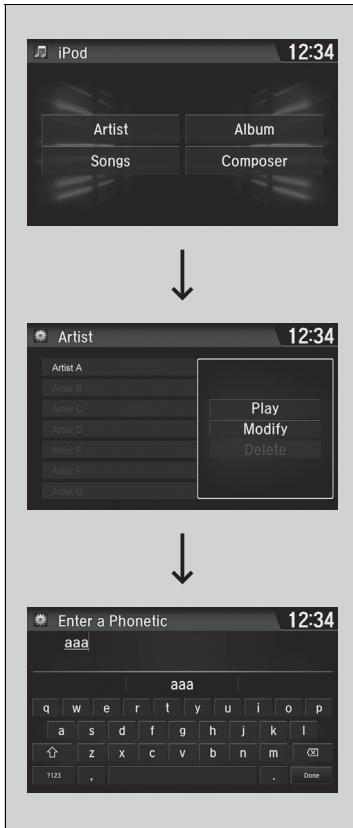 iPod 12:34
Artist Album
Songs Composer
Artist 12:34
Artist A
Artist B
Artist C
Artist D
Artist E
Artist F
Artist G
Play
Modify
Delete
Enter a Phonetic 12:34
aaa
aaa
q w e r t y u i o p
a s d f g h j k l
z x c v b n m
?123 , . Done